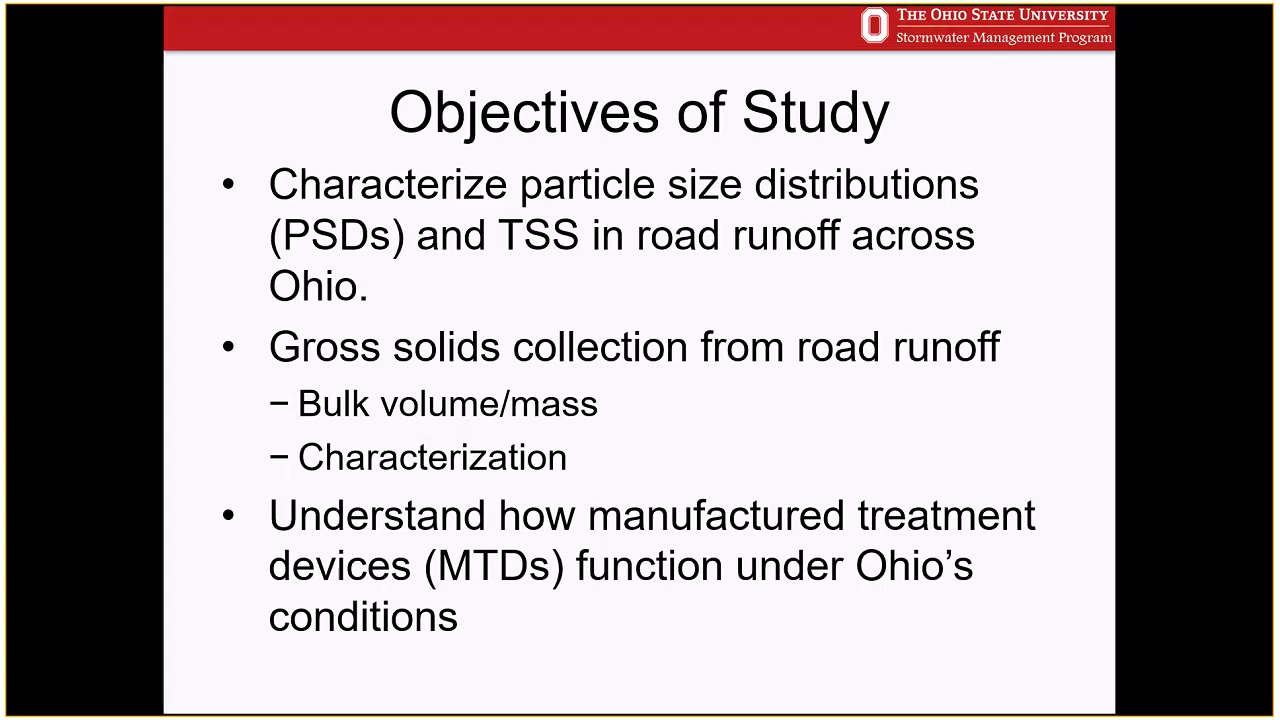 THE OHIO STATE UNIVERSITY
Stormwater Management Program
Objectives of Study
• Characterize particle size distributions
(PSDs) and TSS in road runoff across
Ohio.
• Gross solids collection from road runoff
− Bulk volume/mass
− Characterization
• Understand how manufactured treatment
devices (MTDs) function under Ohio’s
conditions